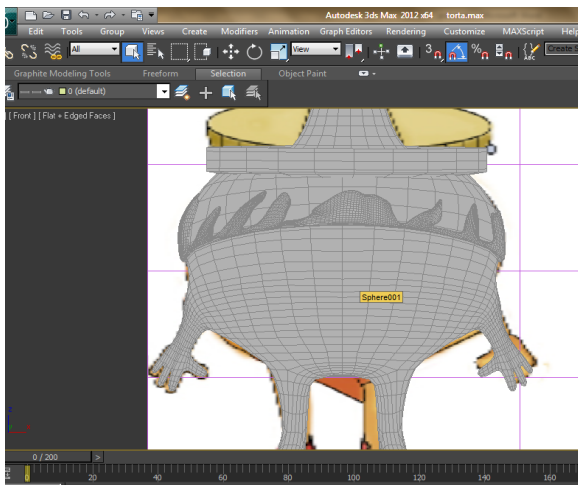 Autodesk 3ds Max 2012 x64 torta.max
Edit Tools Group Views Create Modifiers Animation Graph Editors Rendering Customize MAXScript Help
All View 3 Create S
Graphite Modeling Tools Freeform Selection Object Paint
0 (default)
] [ Front ] [ Flat + Edged Faces ]
Sphere001
z
0 / 200 >
0 20 40 60 80 100 120 140 160